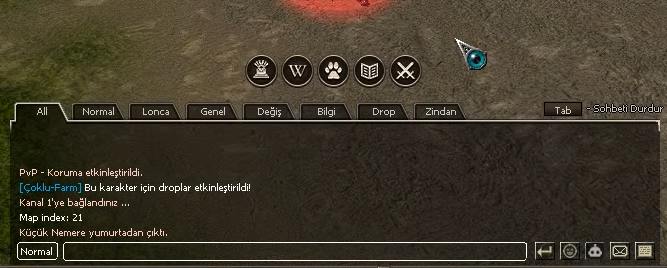 W
All Normal Lonca Genel Değiş Bilgi Drop Zindan Tab - Sohbeti Durdur
PvP - Koruma etkinleştirildi.
[Çoklu-Farm] Bu karakter için droplar etkinleştirildi!
Kanal 1'ye bağlandınız ...
Map index: 21
Küçük Nemere yumurtadan çıktı.
Normal